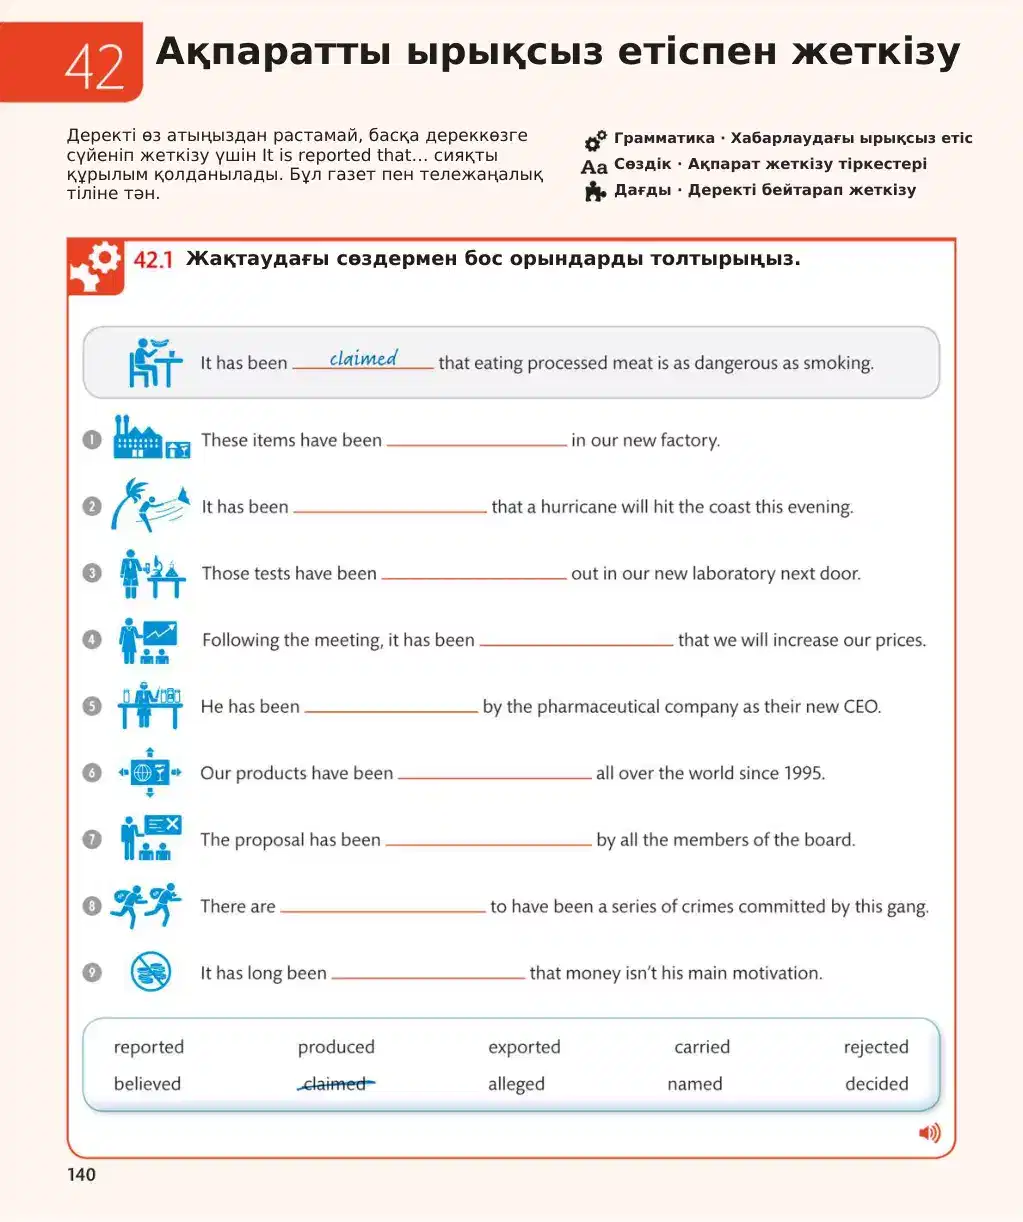 42
Ақпаратты ырықсыз етіспен жеткізу
Деректі өз атыңыздан растамай, басқа дереккөзге
сүйеніп жеткізу үшін It is reported that… сияқты
құрылым қолданылады. Бұл газет пен тележаңалық
тіліне тән.
Грамматика · Хабарлаудағы ырықсыз етіс
Aa Сөздік · Ақпарат жеткізу тіркестері
Дағды · Деректі бейтарап жеткізу
42.1 Жақтаудағы сөздермен бос орындарды толтырыңыз.
It has been claimed that eating processed meat is as dangerous as smoking.
1 These items have been in our new factory.
2 It has been that a hurricane will hit the coast this evening.
3 Those tests have been out in our new laboratory next door.
4 Following the meeting, it has been that we will increase our prices.
5 He has been by the pharmaceutical company as their new CEO.
6 Our products have been all over the world since 1995.
7 The proposal has been by all the members of the board.
8 There are to have been a series of crimes committed by this gang.
9 It has long been that money isn't his main motivation.
reported produced exported carried rejected
believed claimed alleged named decided
140